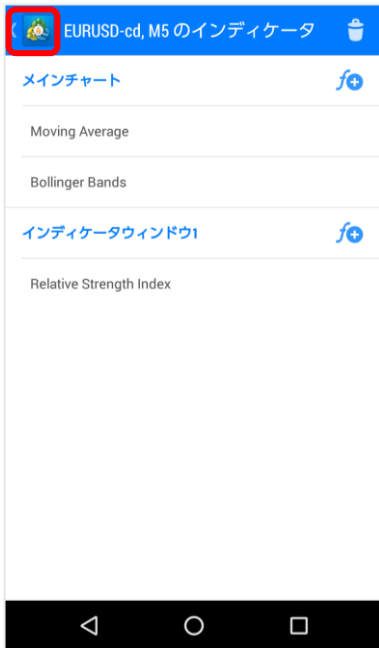 EURUSD-cd, M5 のインディケータ
メインチャート
Moving Average
Bollinger Bands
インディケータウィンドウ1
Relative Strength Index